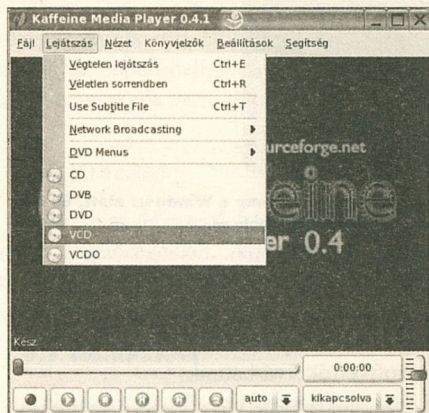 Kaffeine Media Player 0.4.1
Fájl Lejátszás Nézet Könyvjelzők Beállítások Segítség
Végtelen lejátszás Ctrl+E
Véletlen sorrendben Ctrl+R
Use Subtitle File Ctrl+T
Network Broadcasting
DVD Menus
CD
DVB
DVD
VCD
VCDO
urceforge.net
eine
er 0.4
Kész
0:00:00
auto kikapcsolva